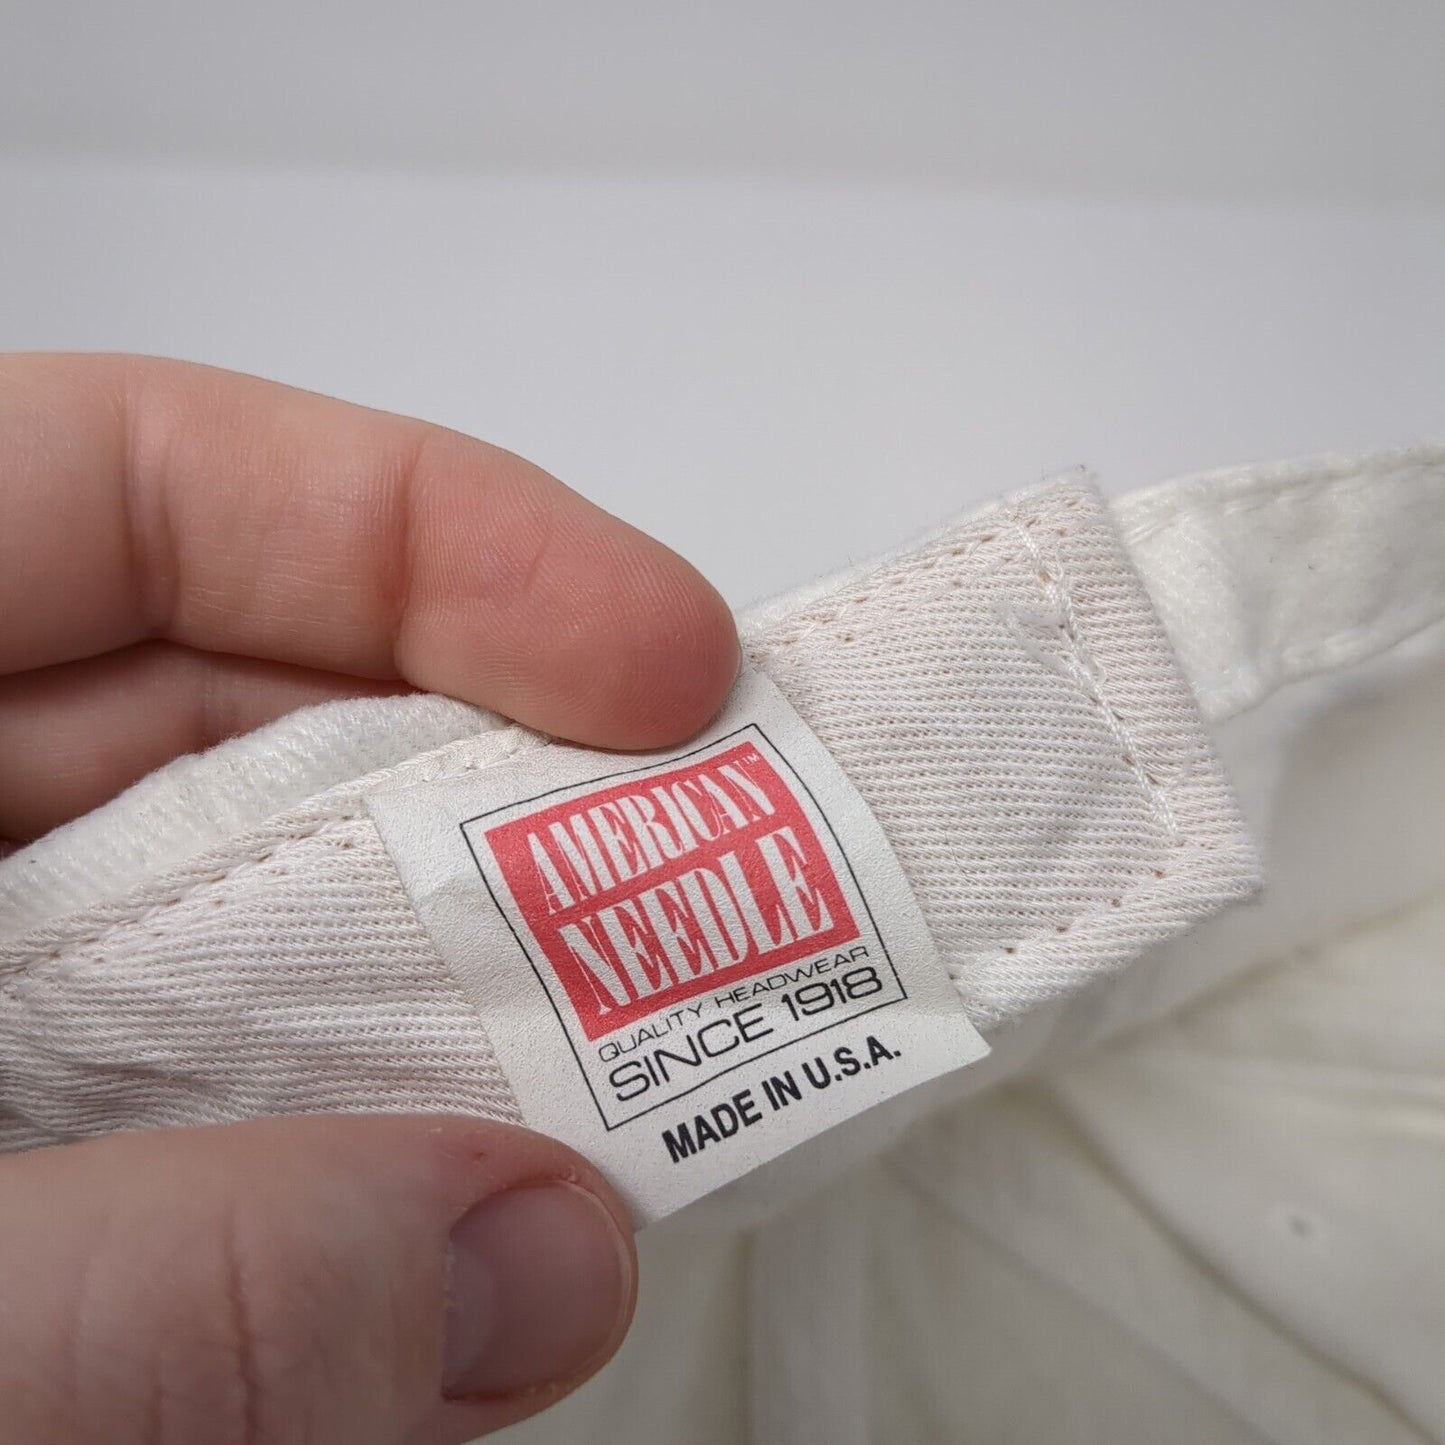 AMERICAN™
NEEDLE
QUALITY HEADWEAR
SINCE 1918
MADE IN U.S.A.